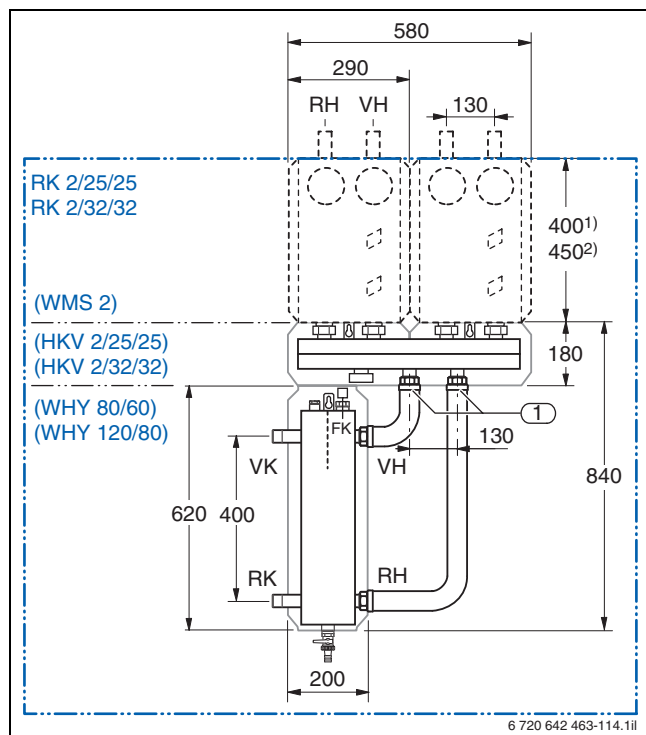 580
290
RH VH
130
RK 2/25/25
RK 2/32/32
400¹⁾
450²⁾
(WMS 2)
(HKV 2/25/25)
(HKV 2/32/32)
180
(WHY 80/60)
(WHY 120/80)
FK
1
130
VK
VH
840
620
400
RK
RH
200
6 720 642 463-114.1il